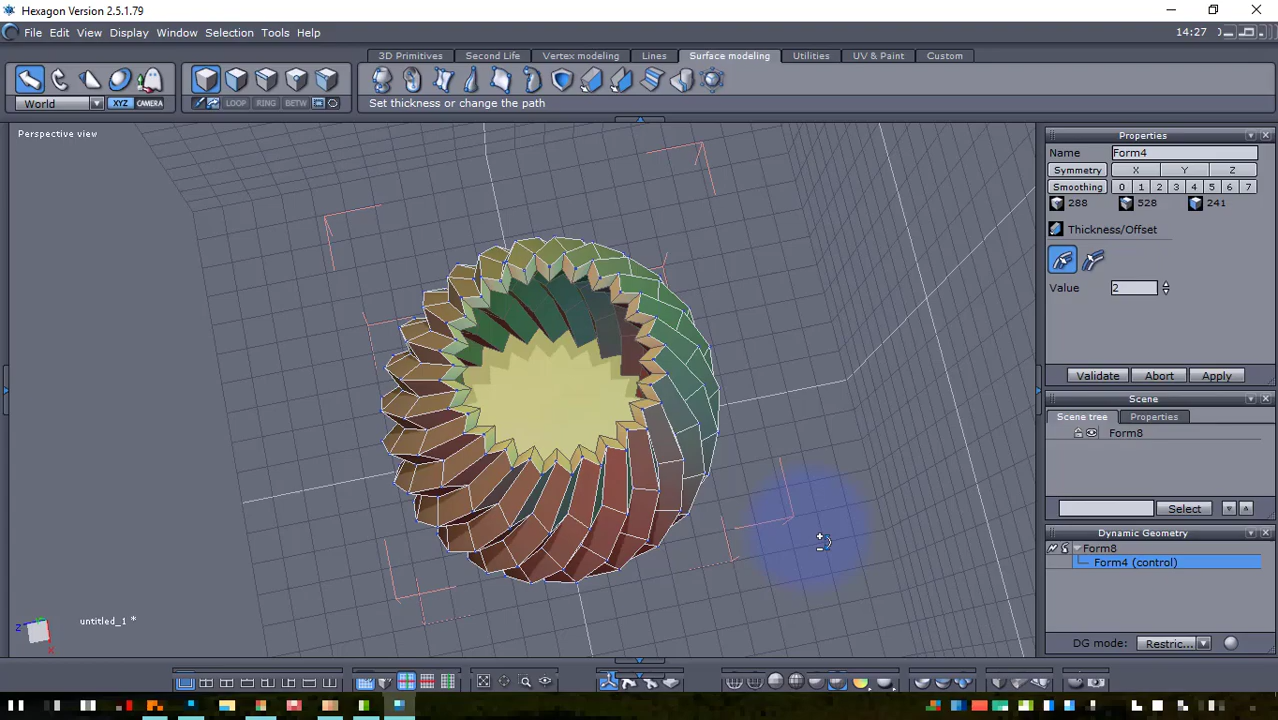 Hexagon Version 2.5.1.79
File Edit View Display Window Selection Tools Help
14:27
3D Primitives Second Life Vertex modeling Lines Surface modeling Utilities UV & Paint Custom
World XYZ CAMERA LOOP RING BETW
Set thickness or change the path
Perspective view
Properties
Name Form4
Symmetry X Y Z
Smoothing 0 1 2 3 4 5 6 7
288 528 241
Thickness/Offset
Value 2
Validate Abort Apply
Scene
Scene tree Properties
Form8
Select
Dynamic Geometry
Form8
Form4 (control)
DG mode: Restric...
Z X
untitled_1 *